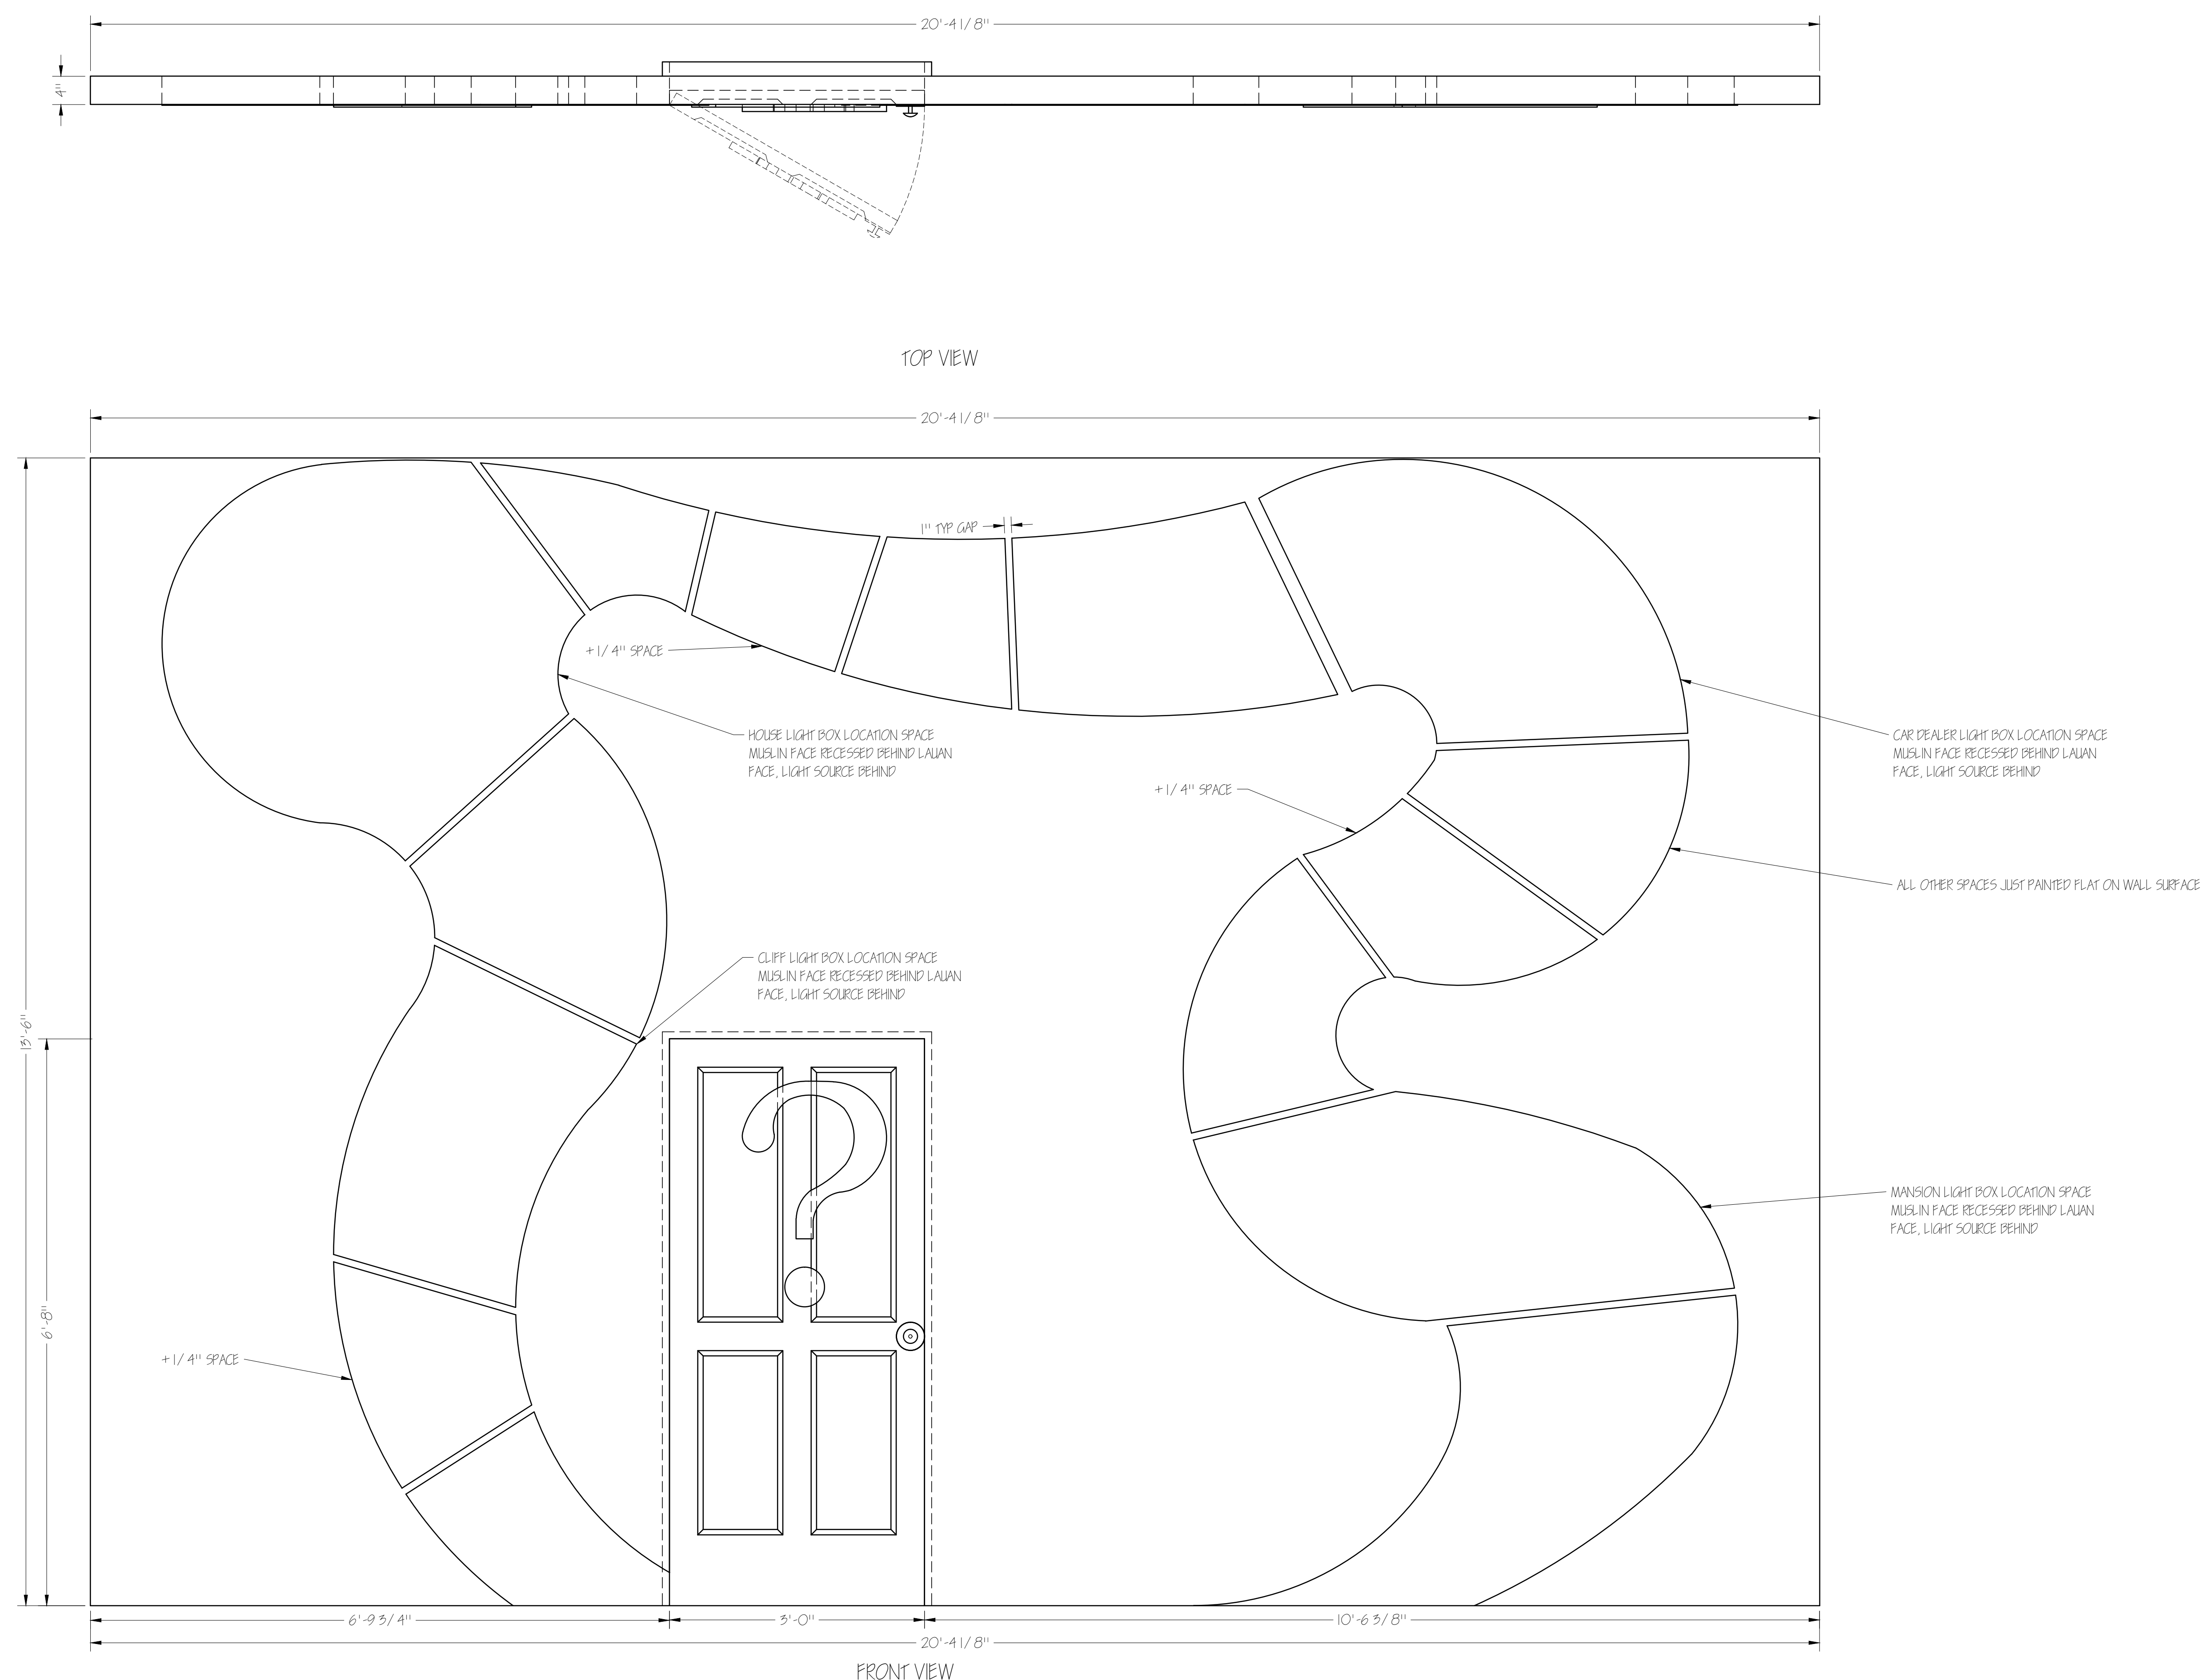 20'-4 1/8"
4"
TOP VIEW
20'-4 1/8"
1" TYP GAP
+ 1/4" SPACE
HOUSE LIGHT BOX LOCATION SPACE
MUSLIN FACE RECESSED BEHIND LAUAN
FACE, LIGHT SOURCE BEHIND
CAR DEALER LIGHT BOX LOCATION SPACE
MUSLIN FACE RECESSED BEHIND LAUAN
FACE, LIGHT SOURCE BEHIND
+ 1/4" SPACE
ALL OTHER SPACES JUST PAINTED FLAT ON WALL SURFACE
CLIFF LIGHT BOX LOCATION SPACE
MUSLIN FACE RECESSED BEHIND LAUAN
FACE, LIGHT SOURCE BEHIND
13'-6"
?
MANSION LIGHT BOX LOCATION SPACE
MUSLIN FACE RECESSED BEHIND LAUAN
FACE, LIGHT SOURCE BEHIND
6'-8"
+ 1/4" SPACE
6'-9 3/4"
3'-0"
10'-6 3/8"
20'-4 1/8"
FRONT VIEW